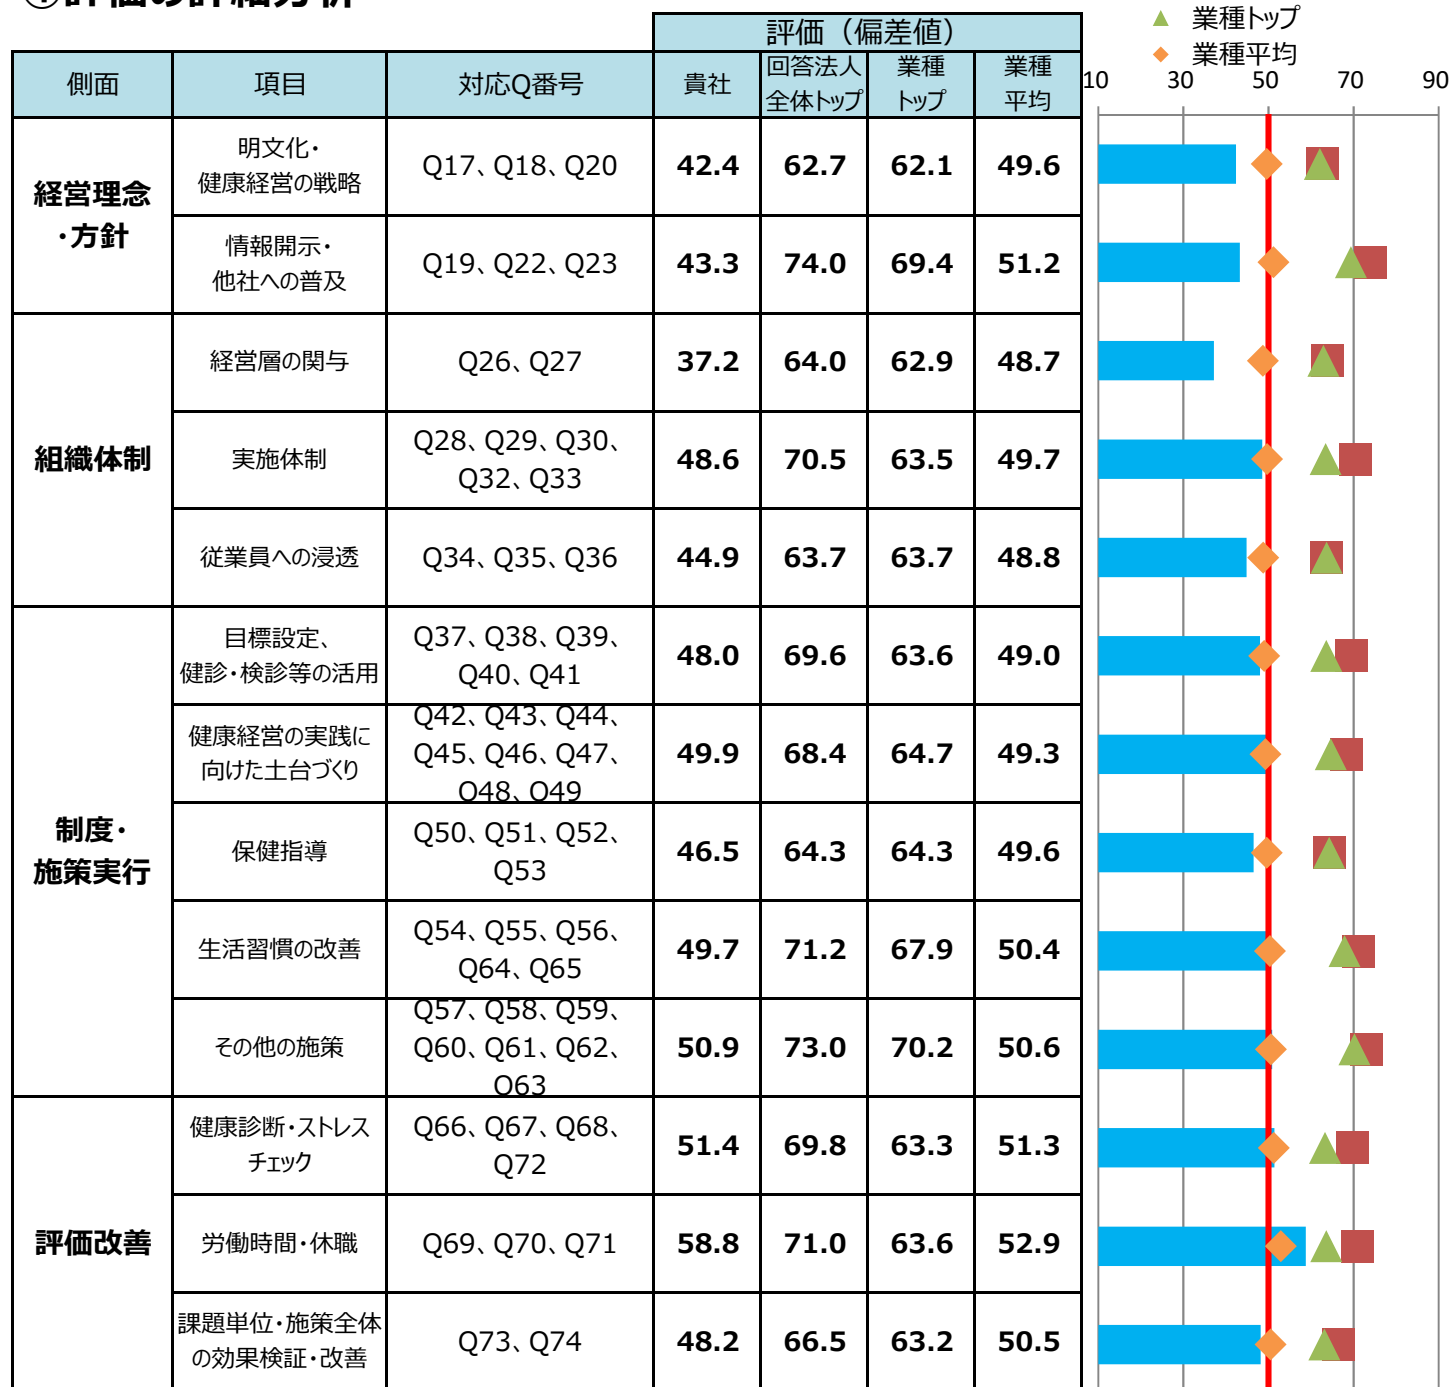 ④評価の詳細分析
▲ 業種トップ
◆ 業種平均
評価（偏差値）
側面 項目 対応Q番号 貴社 回答法人 業種 業種
全体トップ トップ 平均
10 30 50 70 90
経営理念
・方針
明文化・
健康経営の戦略
Q17、Q18、Q20 42.4 62.7 62.1 49.6
情報開示・
他社への普及
Q19、Q22、Q23 43.3 74.0 69.4 51.2
組織体制
経営層の関与 Q26、Q27 37.2 64.0 62.9 48.7
実施体制
Q28、Q29、Q30、
Q32、Q33
48.6 70.5 63.5 49.7
従業員への浸透 Q34、Q35、Q36 44.9 63.7 63.7 48.8
制度・
施策実行
目標設定、
健診・検診等の活用
Q37、Q38、Q39、
Q40、Q41
48.0 69.6 63.6 49.0
健康経営の実践に
向けた土台づくり
Q42、Q43、Q44、
Q45、Q46、Q47、
Q48、Q49
49.9 68.4 64.7 49.3
保健指導
Q50、Q51、Q52、
Q53
46.5 64.3 64.3 49.6
生活習慣の改善
Q54、Q55、Q56、
Q64、Q65
49.7 71.2 67.9 50.4
その他の施策
Q57、Q58、Q59、
Q60、Q61、Q62、
Q63
50.9 73.0 70.2 50.6
評価改善
健康診断・ストレス
チェック
Q66、Q67、Q68、
Q72
51.4 69.8 63.3 51.3
労働時間・休職 Q69、Q70、Q71 58.8 71.0 63.6 52.9
課題単位・施策全体
の効果検証・改善
Q73、Q74 48.2 66.5 63.2 50.5